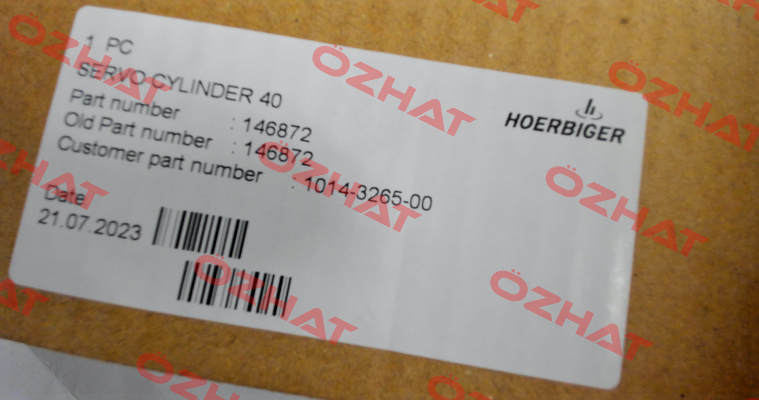 1 PC
SERVO-CYLINDER 40
Part number : 146872
Old Part number : 146872
Customer part number : 1014-3265-00
Date
21.07.2023
HOERBIGER
ÖZHAT
ÖZHAT
ÖZHAT
ÖZHAT
ÖZHAT
ÖZHAT
ÖZHAT
ÖZHAT
ÖZHAT